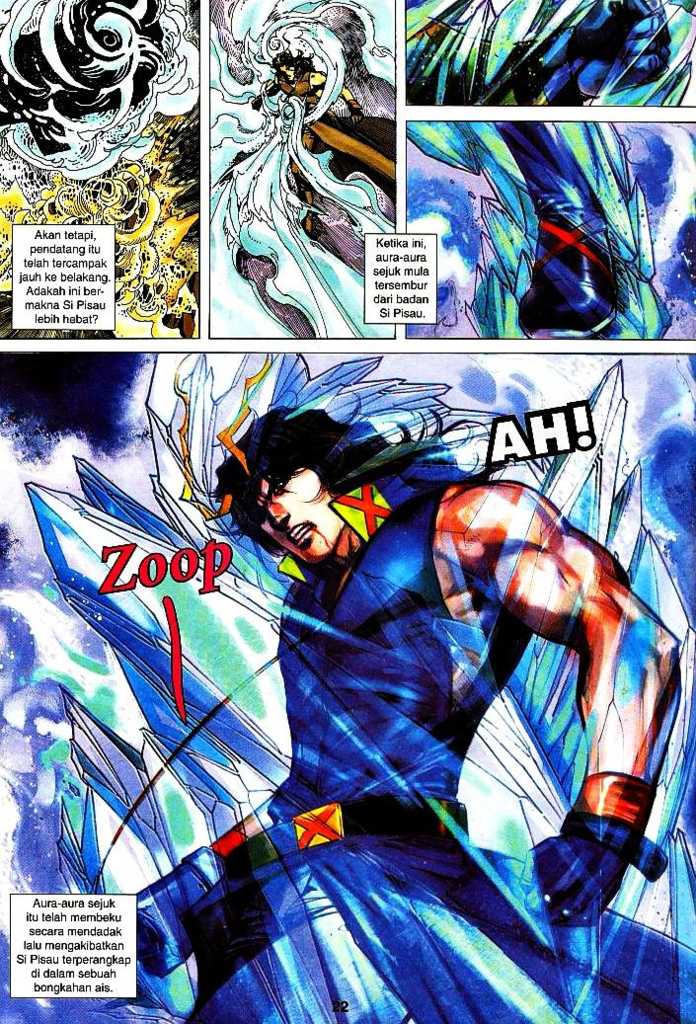 Akan tetapi,
pendatang itu
telah tercampak
jauh ke belakang.
Adakah ini ber-
makna Si Pisau
lebih hebat?
Ketika ini,
aura-aura
sejuk mula
tersembur
dari badan
Si Pisau.
AH!
Zoop
Aura-aura sejuk
itu telah membeku
secara mendadak
lalu mengakibatkan
Si Pisau terperangkap
di dalam sebuah
bongkahan ais.
22